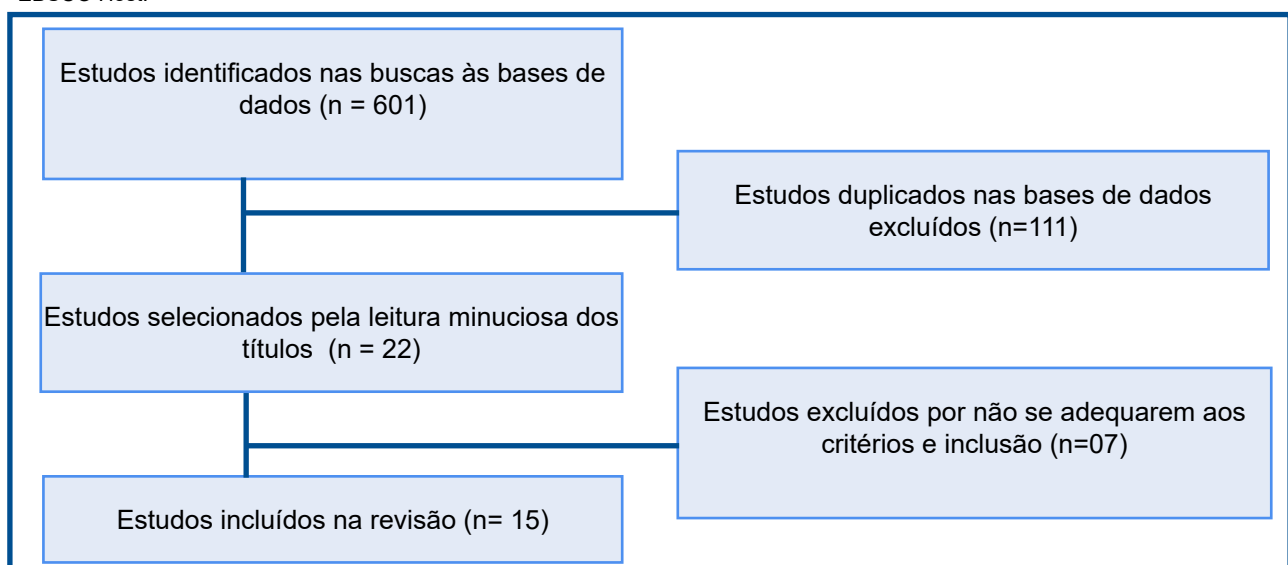 Estudos identificados nas buscas às bases de
dados (n = 601)
Estudos duplicados nas bases de dados
excluídos (n=111)
Estudos selecionados pela leitura minuciosa dos
títulos (n = 22)
Estudos excluídos por não se adequarem aos
critérios e inclusão (n=07)
Estudos incluídos na revisão (n= 15)